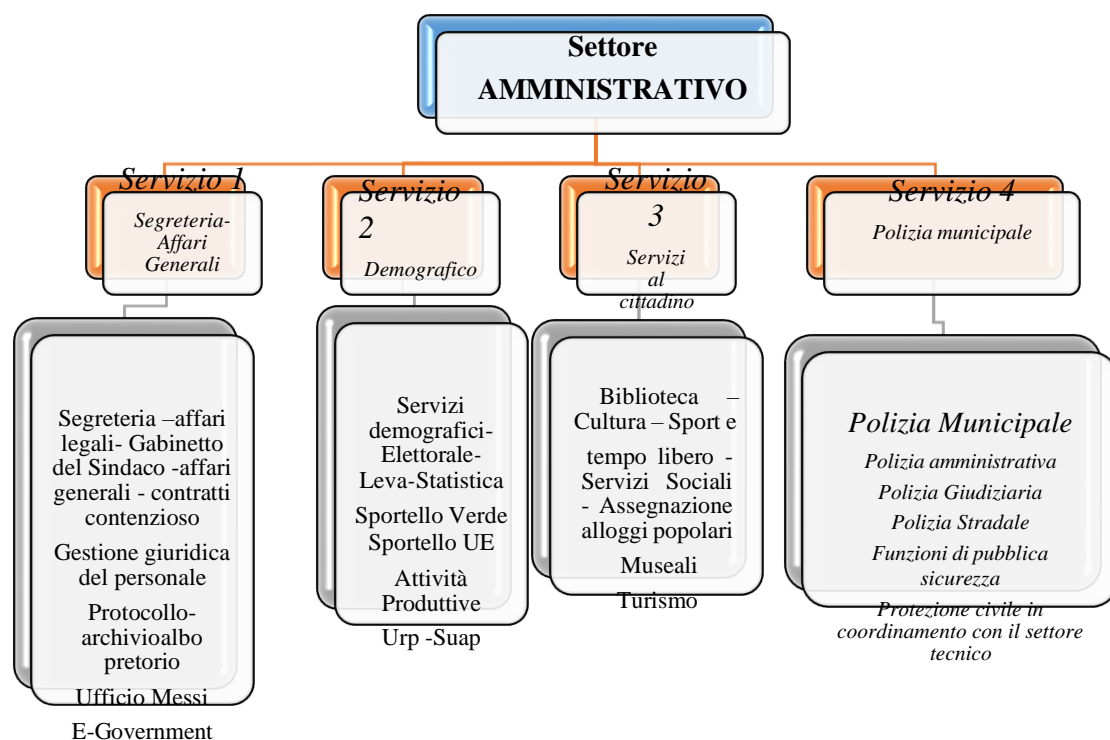 Settore
AMMINISTRATIVO
Servizio 1
Segreteria-
Affari
Generali
Servizio
2
Demografico
Servizio
3
Servizi
al
cittadino
Servizio 4
Polizia municipale
Segreteria –affari
legali- Gabinetto
del Sindaco -affari
generali - contratti
contenzioso
Gestione giuridica
del personale
Protocollo-
archivioalbo
pretorio
Ufficio Messi
E-Government
Servizi
demografici-
Elettorale-
Leva-Statistica
Sportello Verde
Sportello UE
Attività
Produttive
Urp -Suap
Biblioteca –
Cultura – Sport e
tempo libero -
Servizi Sociali
- Assegnazione
alloggi popolari
Museali
Turismo
Polizia Municipale
Polizia amministrativa
Polizia Giudiziaria
Polizia Stradale
Funzioni di pubblica
sicurezza
Protezione civile in
coordinamento con il settore
tecnico